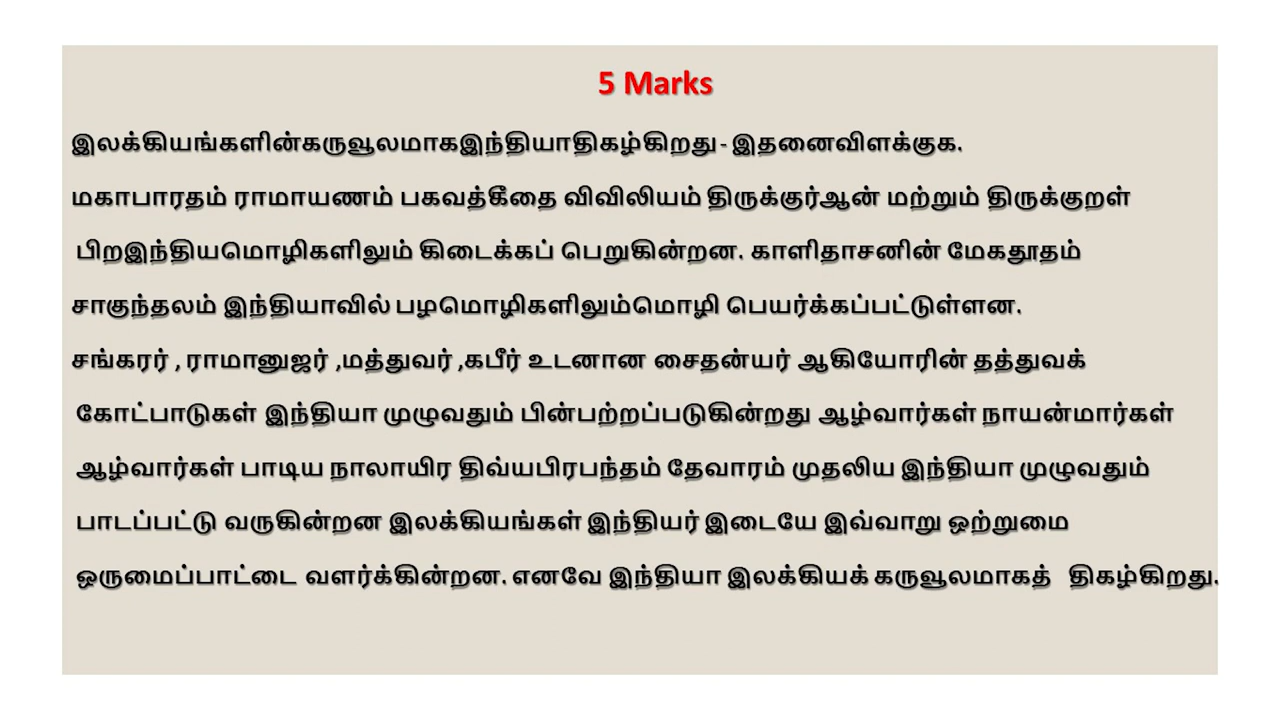 5 Marks
இலக்கியங்களின்கருவூலமாகஇந்தியாதிகழ்கிறது - இதனைவிளக்குக.
மகாபாரதம் ராமாயணம் பகவத்கீதை விவிலியம் திருக்குர்ஆன் மற்றும் திருக்குறள்
பிறஇந்தியமொழிகளிலும் கிடைக்கப் பெறுகின்றன. காளிதாசனின் மேகதூதம்
சாகுந்தலம் இந்தியாவில் பழமொழிகளிலும்மொழி பெயர்க்கப்பட்டுள்ளன.
சங்கரர் , ராமானுஜர் ,மத்துவர் ,கபீர் உடனான சைதன்யர் ஆகியோரின் தத்துவக்
கோட்பாடுகள் இந்தியா முழுவதும் பின்பற்றப்படுகின்றது ஆழ்வார்கள் நாயன்மார்கள்
ஆழ்வார்கள் பாடிய நாலாயிர திவ்யபிரபந்தம் தேவாரம் முதலிய இந்தியா முழுவதும்
பாடப்பட்டு வருகின்றன இலக்கியங்கள் இந்தியர் இடையே இவ்வாறு ஒற்றுமை
ஒருமைப்பாட்டை வளர்க்கின்றன. எனவே இந்தியா இலக்கியக் கருவூலமாகத் திகழ்கிறது.